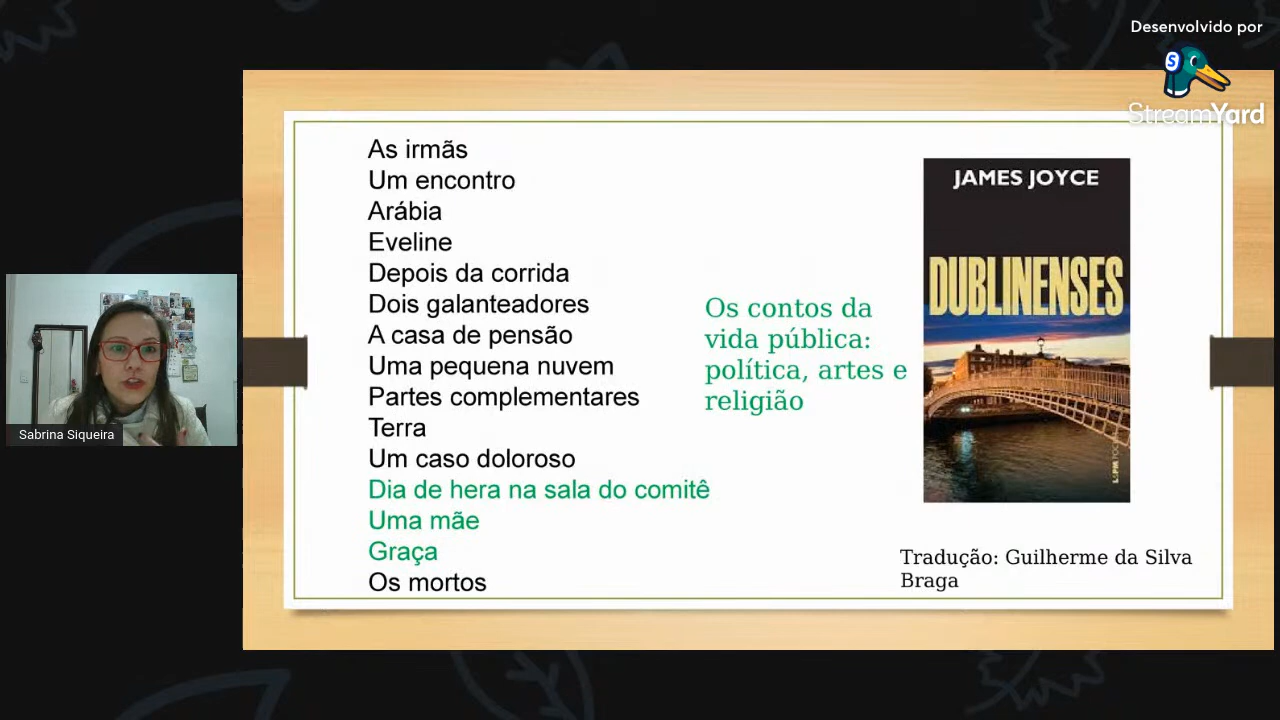 Desenvolvido por
StreamYard
As irmãs
Um encontro
Arábia
Eveline
Depois da corrida
Dois galanteadores
A casa de pensão
Uma pequena nuvem
Partes complementares
Terra
Um caso doloroso
Dia de hera na sala do comitê
Uma mãe
Graça
Os mortos
Os contos da
vida pública:
política, artes e
religião
JAMES JOYCE
DUBLINENSES
Tradução: Guilherme da Silva
Braga
Sabrina Siqueira